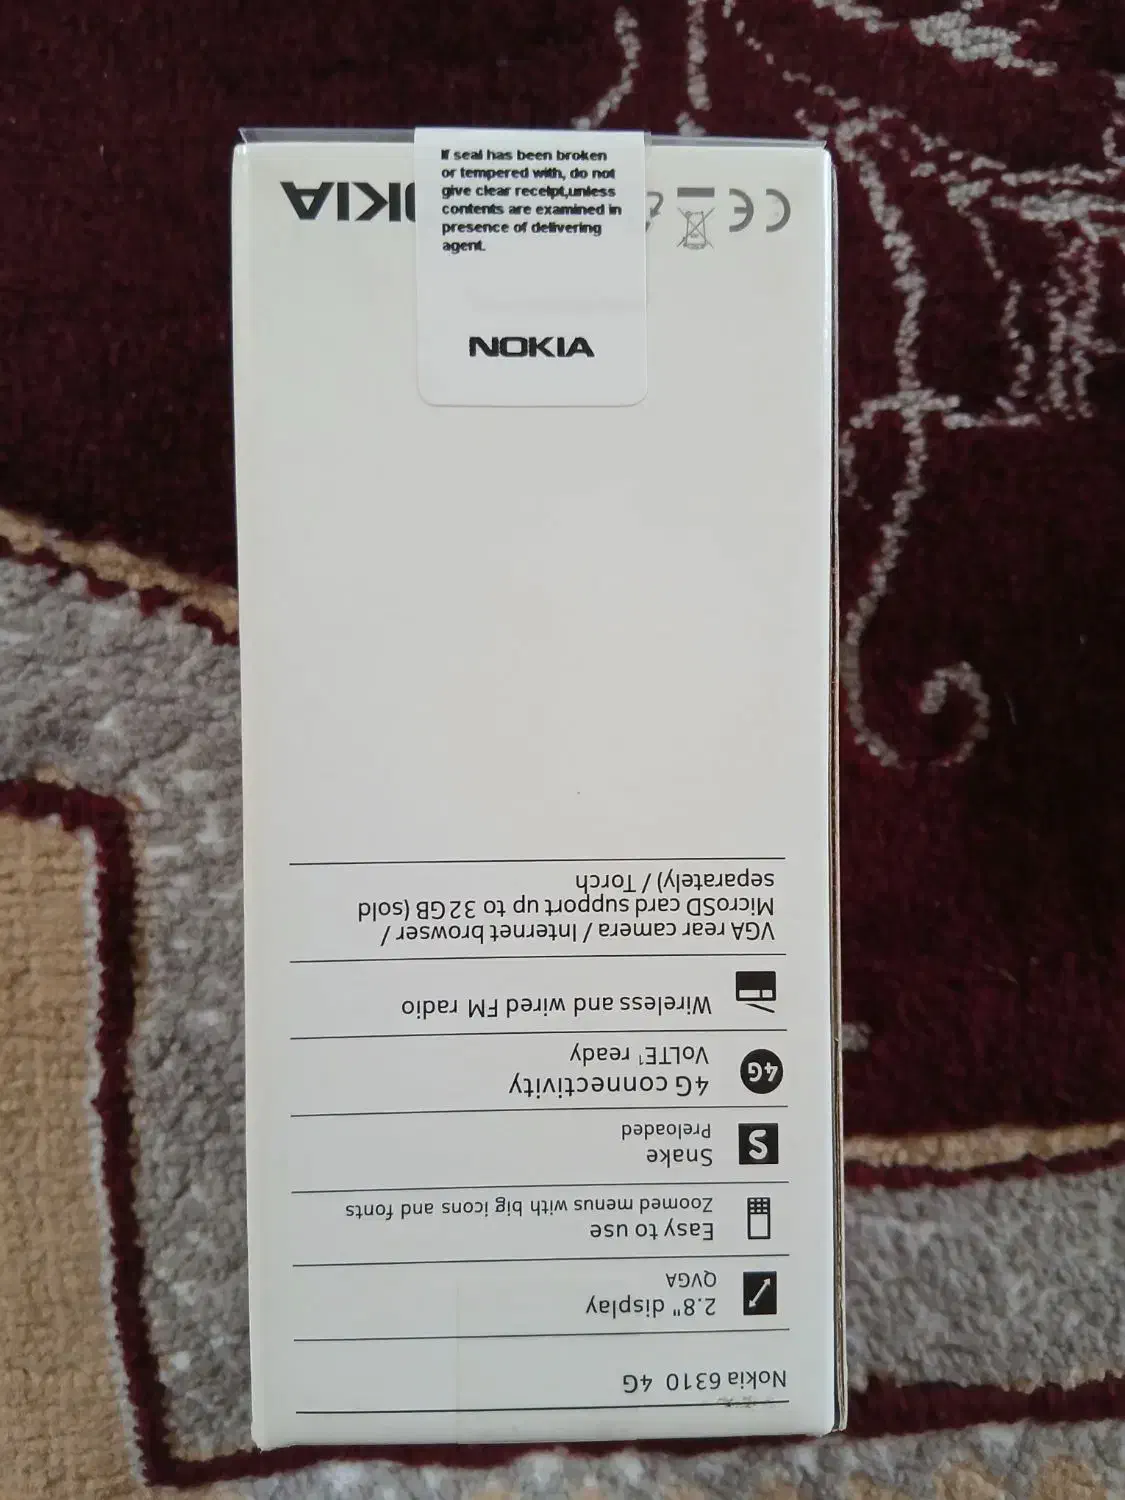 If seal has been broken
or tempered with, do not
give clear receipt,unless
contents are examined in
presence of delivering
agent.
NOKIA
Nokia 6310 4G
2.8" display
QVGA
Easy to use
Zoomed menus with big icons and fonts
S
Snake
Preloaded
4G
4G connectivity
VoLTE¹ ready
Wireless and wired FM radio
VGA rear camera / Internet browser /
MicroSD card support up to 32GB (sold
separately) / Torch
CE
OKIA